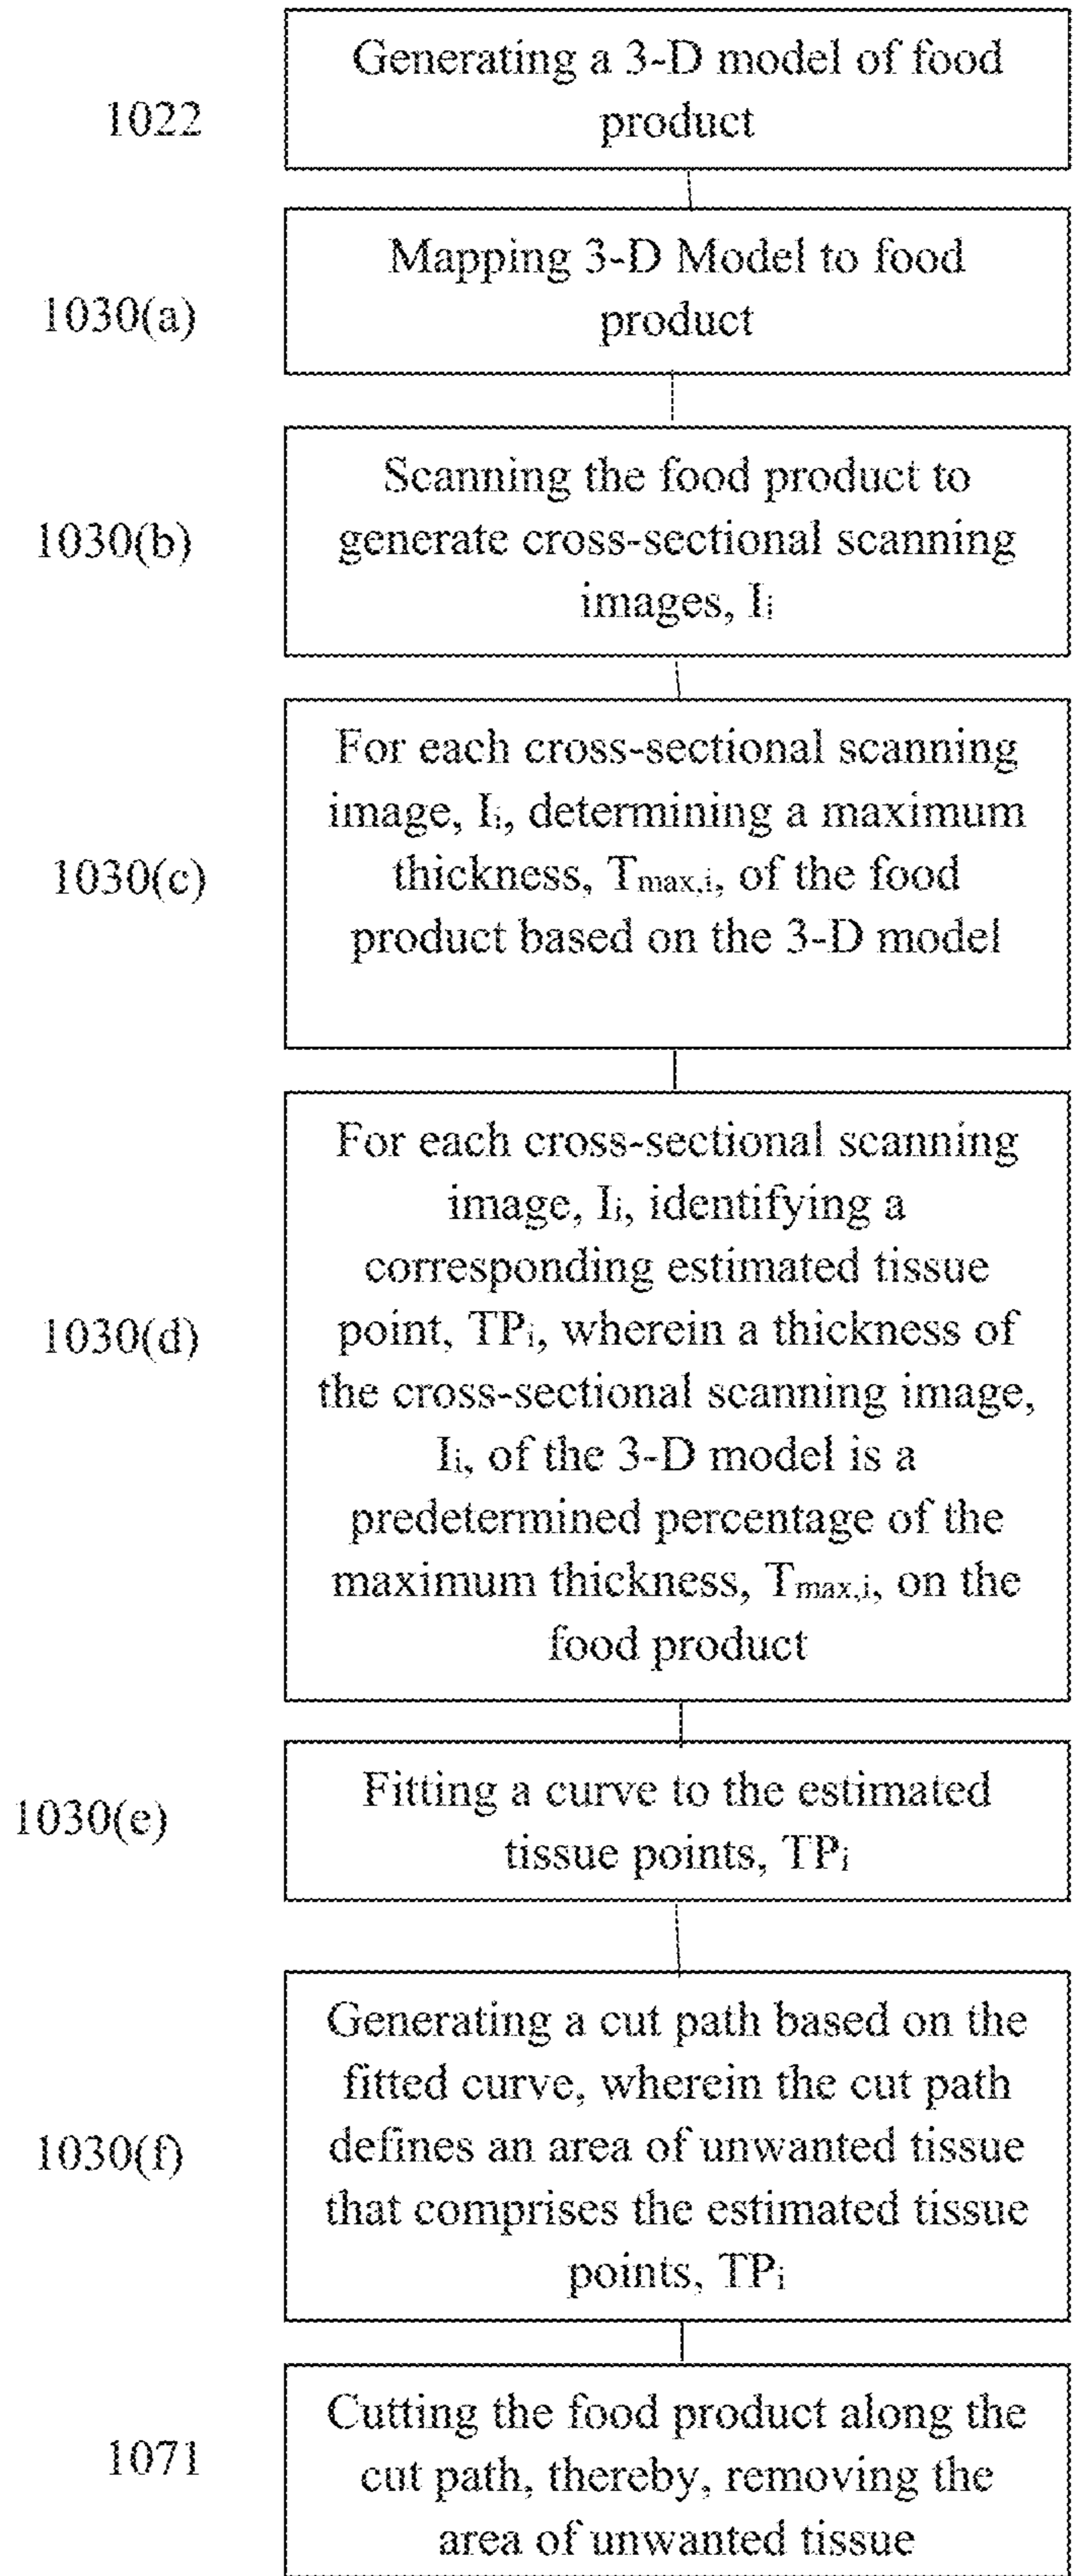 Generating a 3-D model of food
1022
product
Mapping 3-D Model to food
1030(a)
product
Scanning the food product to
1030(b)
generate cross-sectional scanning
images, Iᵢ
For each cross-sectional scanning
image, Iᵢ, determining a maximum
1030(c)
thickness, Tmax,i, of the food
product based on the 3-D model
For each cross-sectional scanning
image, Iᵢ, identifying a
corresponding estimated tissue
1030(d)
point, TPᵢ, wherein a thickness of
the cross-sectional scanning image,
Iᵢ, of the 3-D model is a
predetermined percentage of the
maximum thickness, Tmax,i, on the
food product
Fitting a curve to the estimated
1030(e)
tissue points, TPᵢ
Generating a cut path based on the
fitted curve, wherein the cut path
1030(f)
defines an area of unwanted tissue
that comprises the estimated tissue
points, TPᵢ
Cutting the food product along the
1071
cut path, thereby, removing the
area of unwanted tissue